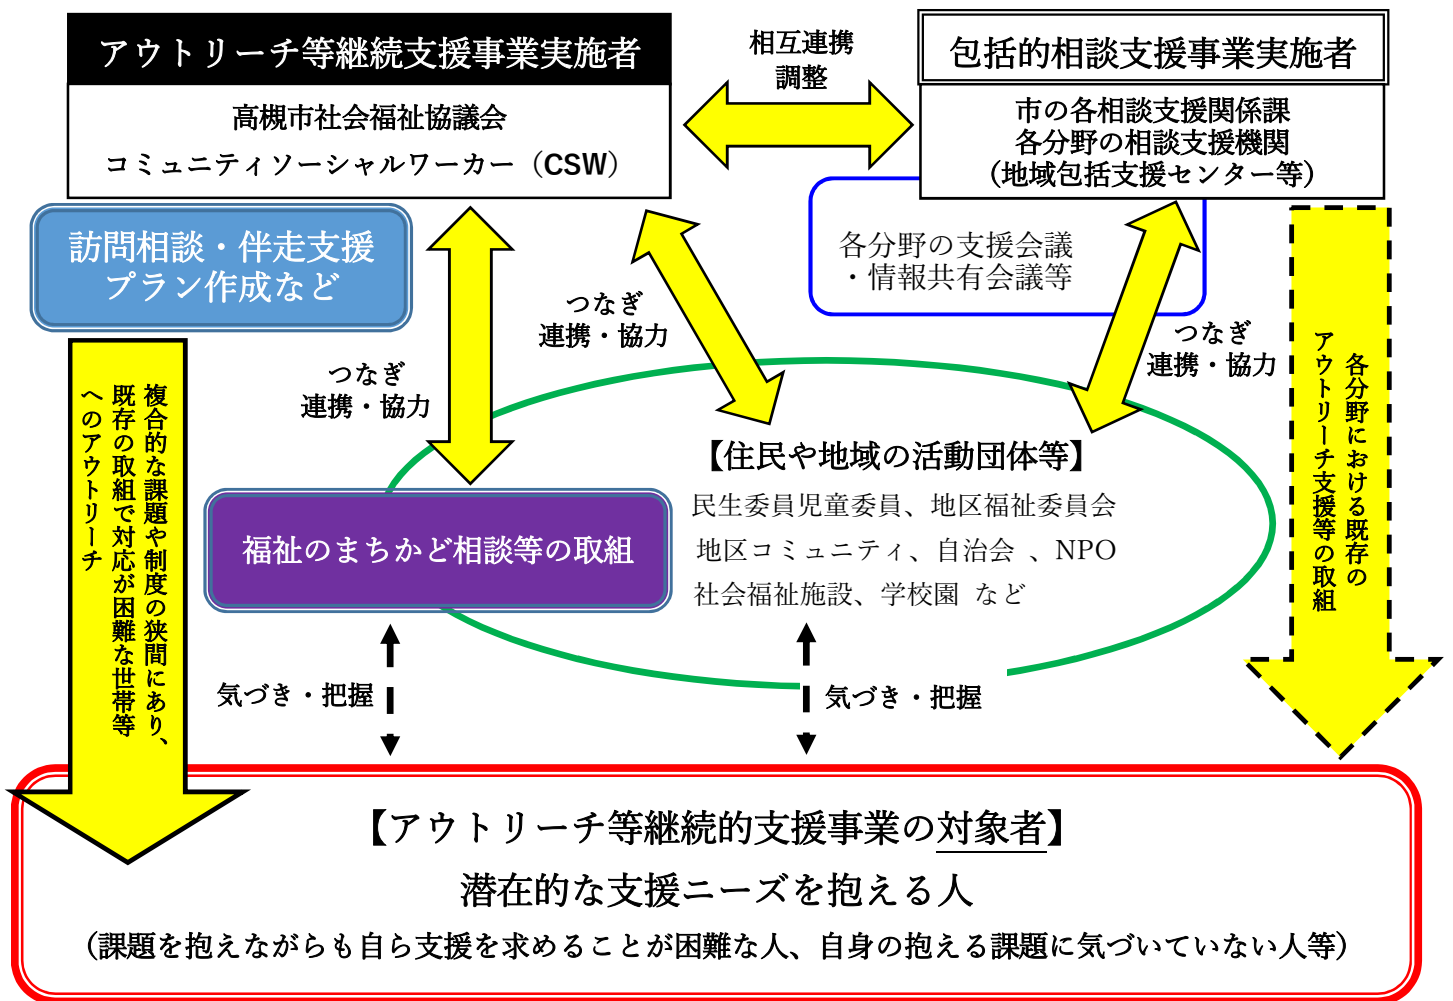 アウトリーチ等継続支援事業実施者
高槻市社会福祉協議会
コミュニティソーシャルワーカー（CSW）
相互連携
調整
包括的相談支援事業実施者
市の各相談支援関係課
各分野の相談支援機関
（地域包括支援センター等）
訪問相談・伴走支援
プラン作成など
各分野の支援会議
・情報共有会議等
つなぎ
連携・協力
つなぎ
連携・協力
つなぎ
連携・協力
複合的な課題や制度の狭間にあり、
既存の取組で対応が困難な世帯等
へのアウトリーチ
各分野における既存の
アウトリーチ支援等の取組
【住民や地域の活動団体等】
民生委員児童委員、地区福祉委員会
地区コミュニティ、自治会 、NPO
社会福祉施設、学校園 など
福祉のまちかど相談等の取組
気づき・把握
気づき・把握
【アウトリーチ等継続的支援事業の対象者】
潜在的な支援ニーズを抱える人
（課題を抱えながらも自ら支援を求めることが困難な人、自身の抱える課題に気づいていない人等）